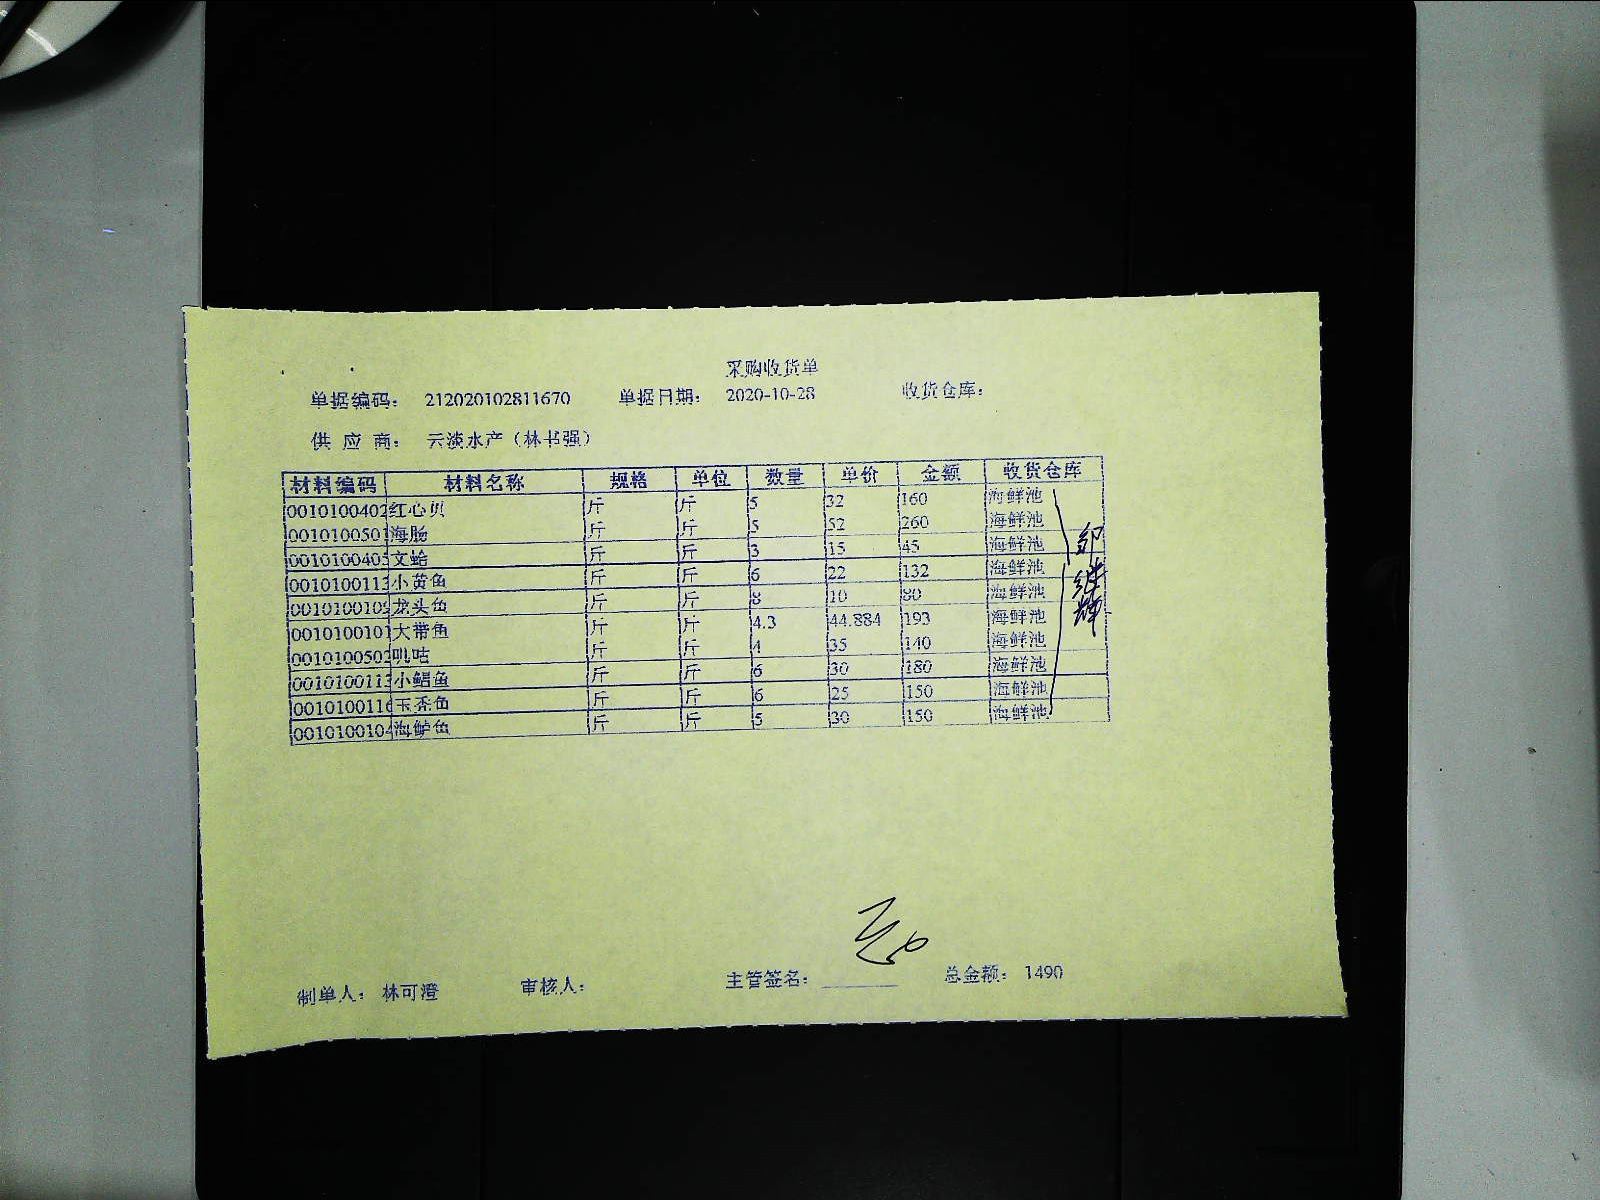 采购收货单
单据编码： 212020102811670 单据日期： 2020-10-28 收货仓库：
供 应 商： 云淡水产（林书强）
材料编码 材料名称 规格 单位 数量 单价 金额 收货仓库
0010100402 红心贝 斤 斤 5 32 160 海鲜池
0010100501 海肠 斤 斤 5 52 260 海鲜池
0010100405 文蛤 斤 斤 3 15 45 海鲜池
0010100113 小黄鱼 斤 斤 6 22 132 海鲜池
0010100109 龙头鱼 斤 斤 8 10 80 海鲜池
0010100101 大带鱼 斤 斤 4.3 44.884 193 海鲜池
0010100503 叽咕 斤 斤 4 35 140 海鲜池
0010100113 小鲳鱼 斤 斤 6 30 180 海鲜池
0010100116 玉秃鱼 斤 斤 6 25 150 海鲜池
0010100104 海鲈鱼 斤 斤 5 30 150 海鲜池
邹继辉
制单人： 林可澄 审核人： 主管签名： 总金额： 1490